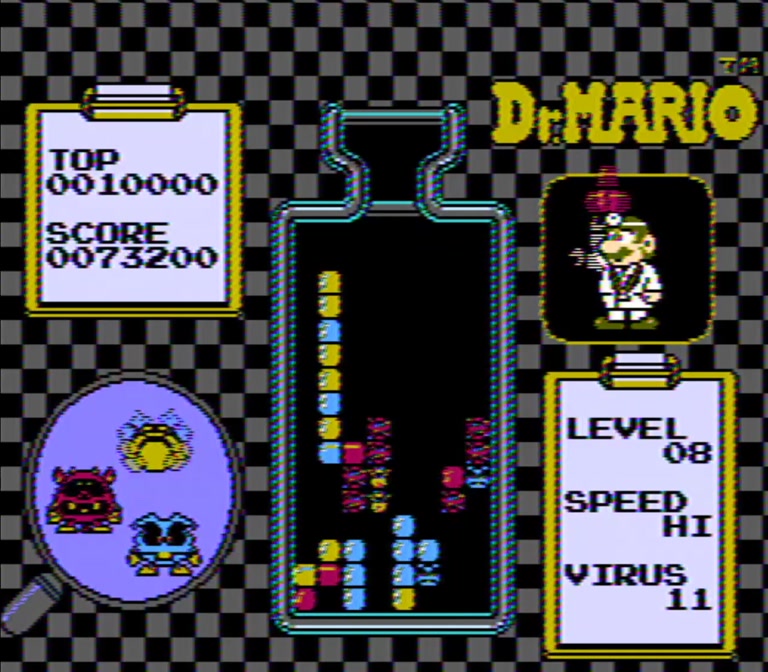 TM
Dr. MARIO
TOP
0010000
SCORE
0073200
LEVEL
08
SPEED
HI
VIRUS
11